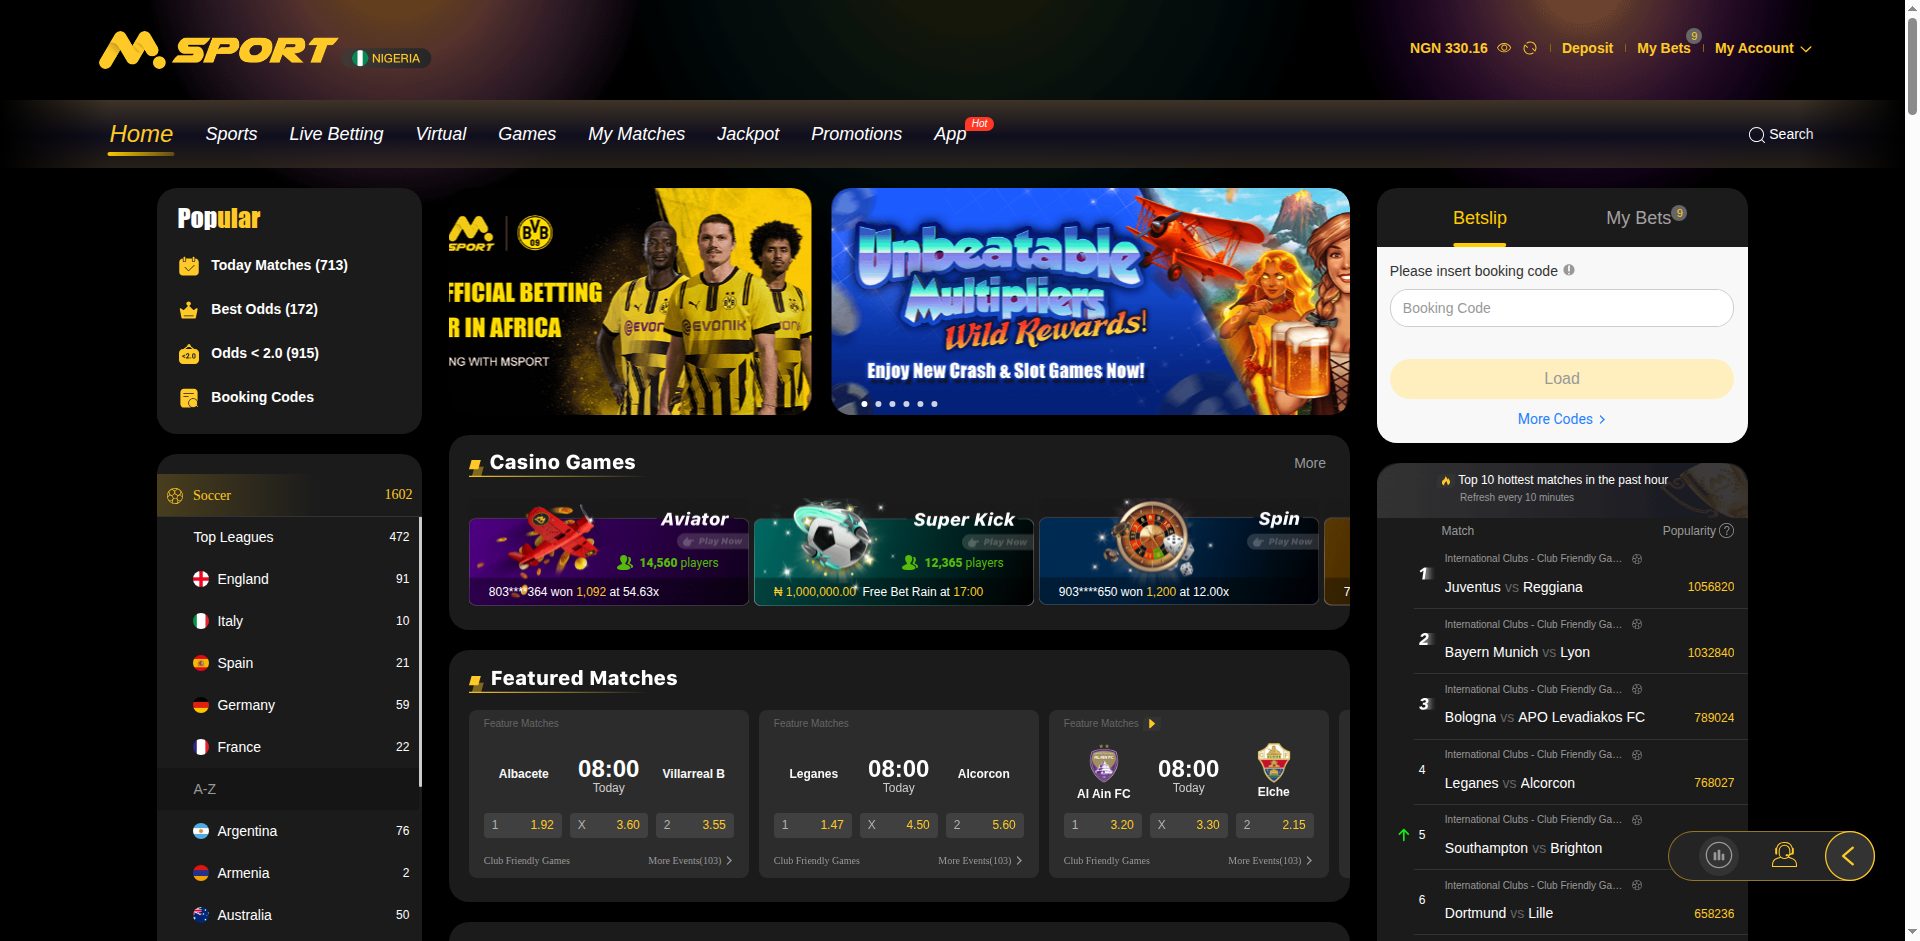 M.SPORT
NIGERIA
NGN 330.16
Deposit
My Bets
9
My Account
Home
Sports
Live Betting
Virtual
Games
My Matches
Jackpot
Promotions
App
Hot
Search
Popular
Today Matches (713)
Best Odds (172)
<2.0
Odds < 2.0 (915)
Booking Codes
Soccer
1602
Top Leagues
472
England
91
Italy
10
Spain
21
Germany
59
France
22
A-Z
Argentina
76
Armenia
2
Australia
50
SPORT
BVB
09
FFICIAL BETTING
R IN AFRICA
NG WITH MSPORT
EVONIK
Unbeatable
Multipliers
Wild Rewards!
Enjoy New Crash & Slot Games Now!
Casino Games
More
Aviator
Play Now
14,560 players
803****364 won 1,092 at 54.63x
Super Kick
Play Now
12,365 players
₦ 1,000,000.00 Free Bet Rain at 17:00
Spin
Play Now
903****650 won 1,200 at 12.00x
7
Featured Matches
Feature Matches
Albacete
08:00
Today
Villarreal B
1 1.92
X 3.60
2 3.55
Club Friendly Games
More Events(103)
Feature Matches
Leganes
08:00
Today
Alcorcon
1 1.47
X 4.50
2 5.60
Club Friendly Games
More Events(103)
Feature Matches
Al Ain FC
08:00
Today
Elche
1 3.20
X 3.30
2 2.15
Club Friendly Games
More Events(103)
Betslip
My Bets
9
Please insert booking code
Booking Code
Load
More Codes
Top 10 hottest matches in the past hour
Refresh every 10 minutes
Match
Popularity ?
International Clubs - Club Friendly Ga...
1
Juventus vs Reggiana
1056820
International Clubs - Club Friendly Ga...
2
Bayern Munich vs Lyon
1032840
International Clubs - Club Friendly Ga...
3
Bologna vs APO Levadiakos FC
789024
International Clubs - Club Friendly Ga...
4
Leganes vs Alcorcon
768027
International Clubs - Club Friendly Ga...
5
Southampton vs Brighton
International Clubs - Club Friendly Ga...
6
Dortmund vs Lille
658236